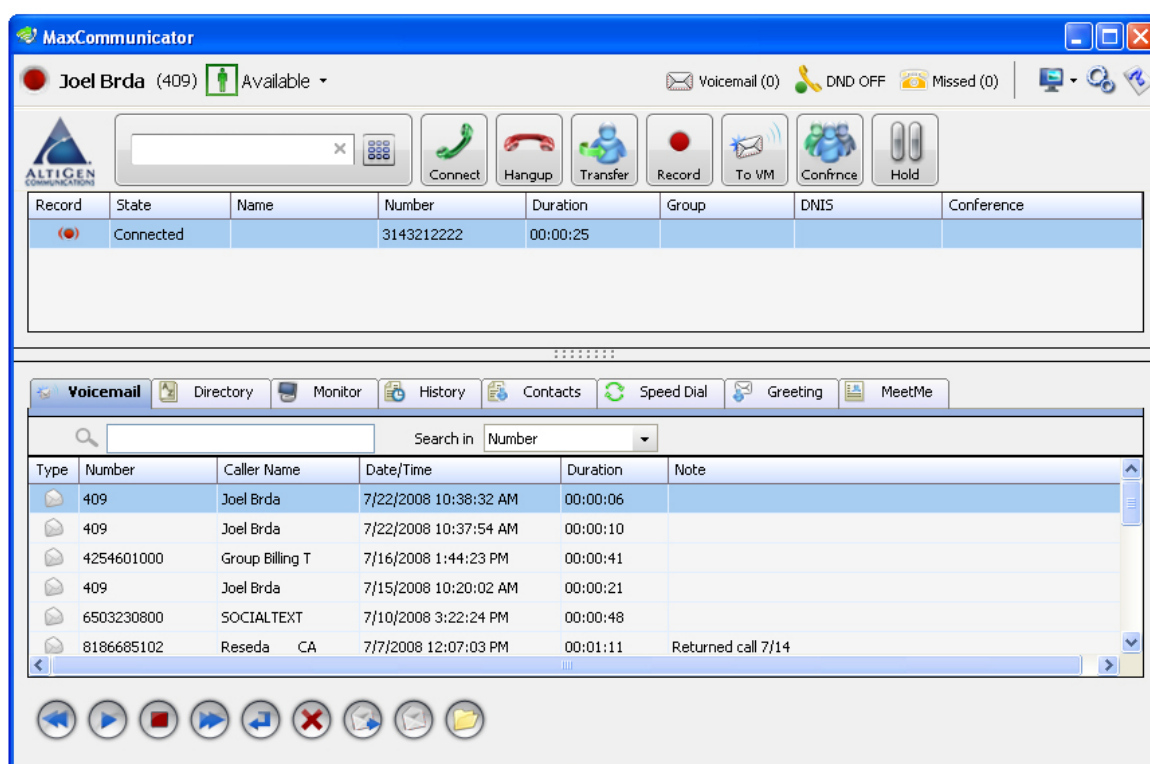 MaxCommunicator
Joel Brda (409) Available Voicemail (0) DND OFF Missed (0)
ALTIGEN
COMMUNICATIONS
Connect Hangup Transfer Record To VM Confrnce Hold
Record State Name Number Duration Group DNIS Conference
Connected 3143212222 00:00:25
Voicemail Directory Monitor History Contacts Speed Dial Greeting MeetMe
Search in Number
Type Number Caller Name Date/Time Duration Note
409 Joel Brda 7/22/2008 10:38:32 AM 00:00:06
409 Joel Brda 7/22/2008 10:37:54 AM 00:00:10
4254601000 Group Billing T 7/16/2008 1:44:23 PM 00:00:41
409 Joel Brda 7/15/2008 10:20:02 AM 00:00:21
6503230800 SOCIALTEXT 7/10/2008 3:22:24 PM 00:00:48
8186685102 Reseda CA 7/7/2008 12:07:03 PM 00:01:11 Returned call 7/14